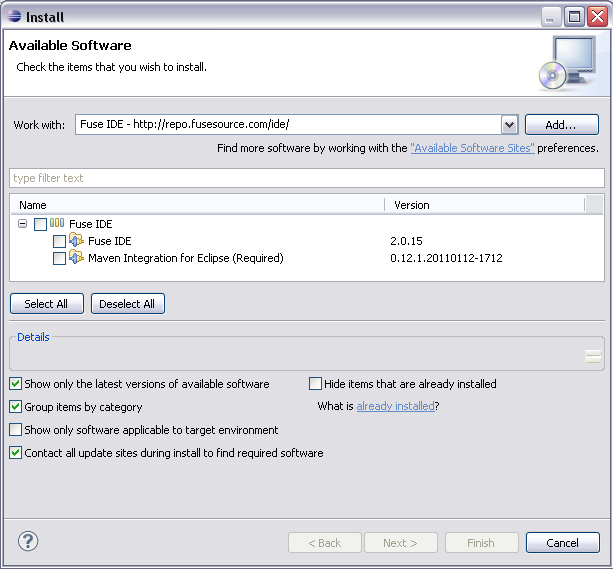 Install
Available Software
Check the items that you wish to install.
Work with: Fuse IDE - http://repo.fusesource.com/ide/ Add...
Find more software by working with the "Available Software Sites" preferences.
type filter text
Name Version
Fuse IDE
Fuse IDE 2.0.15
Maven Integration for Eclipse (Required) 0.12.1.20110112-1712
Select All Deselect All
Details
Show only the latest versions of available software Hide items that are already installed
Group items by category What is already installed?
Show only software applicable to target environment
Contact all update sites during install to find required software
? < Back Next > Finish Cancel